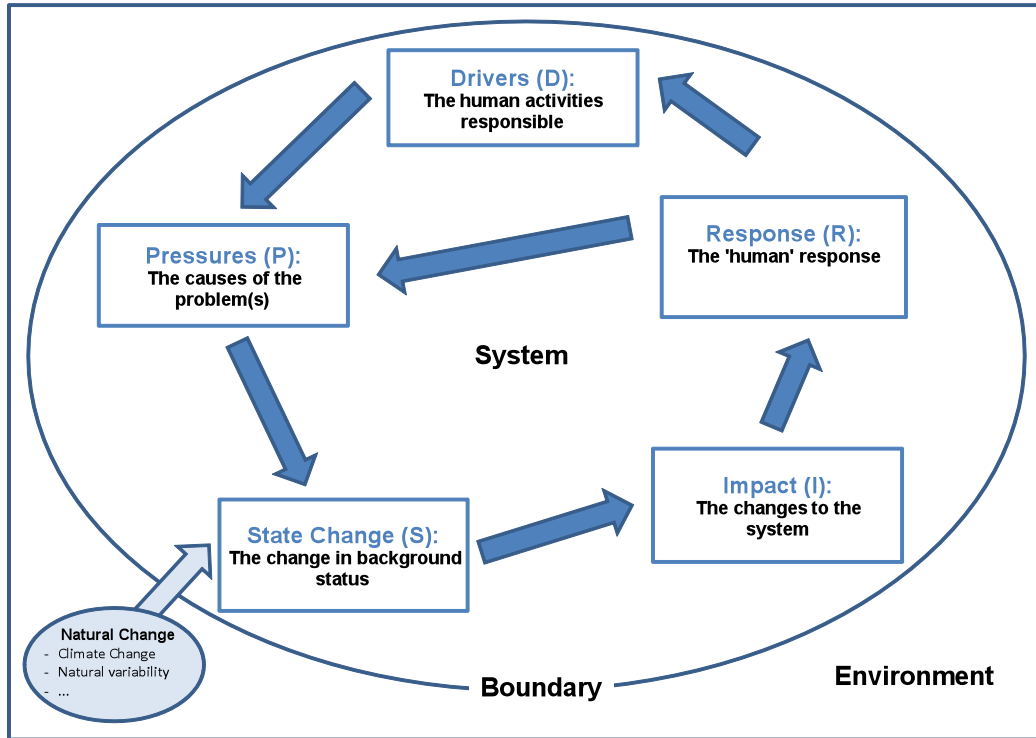 Drivers (D):
The human activities
responsible
Pressures (P):
The causes of the
problem(s)
Response (R):
The 'human' response
System
State Change (S):
The change in background
status
Impact (I):
The changes to the
system
Natural Change
- Climate Change
- Natural variability
- ...
Boundary
Environment